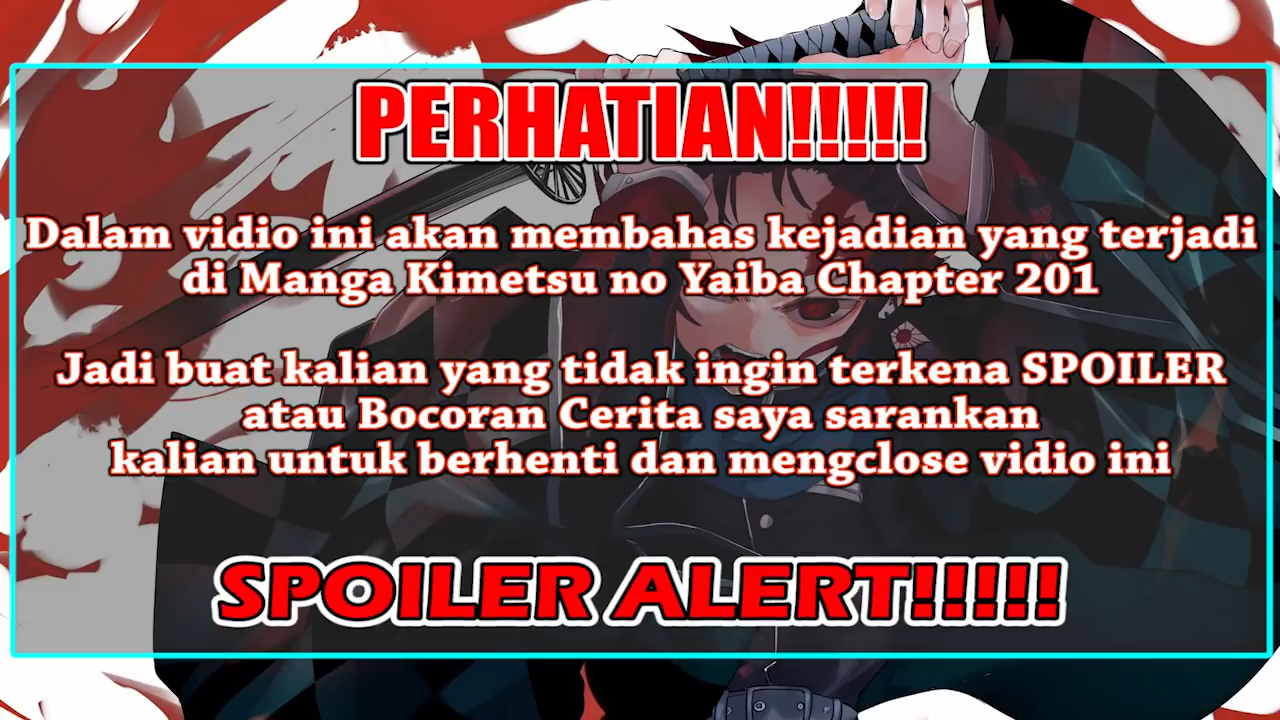 PERHATIAN!!!!!
Dalam vidio ini akan membahas kejadian yang terjadi
di Manga Kimetsu no Yaiba Chapter 201
Jadi buat kalian yang tidak ingin terkena SPOILER
atau Bocoran Cerita saya sarankan
kalian untuk berhenti dan mengclose vidio ini
SPOILER ALERT!!!!!